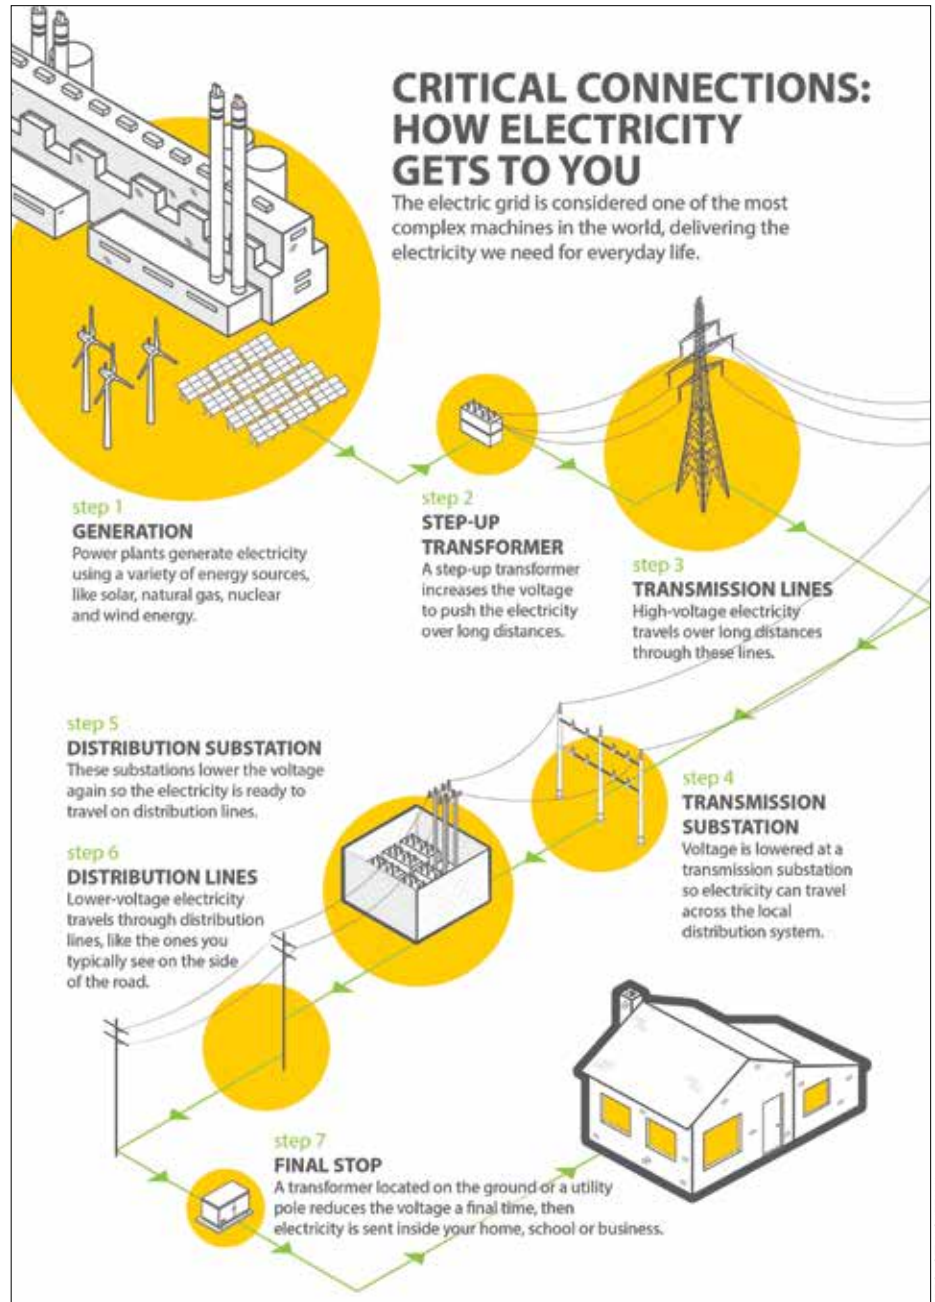 CRITICAL CONNECTIONS:
HOW ELECTRICITY
GETS TO YOU
The electric grid is considered one of the most
complex machines in the world, delivering the
electricity we need for everyday life.
step 1
GENERATION
Power plants generate electricity
using a variety of energy sources,
like solar, natural gas, nuclear
and wind energy.
step 2
STEP-UP
TRANSFORMER
A step-up transformer
increases the voltage
to push the electricity
over long distances.
step 3
TRANSMISSION LINES
High-voltage electricity
travels over long distances
through these lines.
step 4
TRANSMISSION
SUBSTATION
Voltage is lowered at a
transmission substation
so electricity can travel
across the local
distribution system.
step 5
DISTRIBUTION SUBSTATION
These substations lower the voltage
again so the electricity is ready to
travel on distribution lines.
step 6
DISTRIBUTION LINES
Lower-voltage electricity
travels through distribution
lines, like the ones you
typically see on the side
of the road.
step 7
FINAL STOP
A transformer located on the ground or a utility
pole reduces the voltage a final time, then
electricity is sent inside your home, school or business.